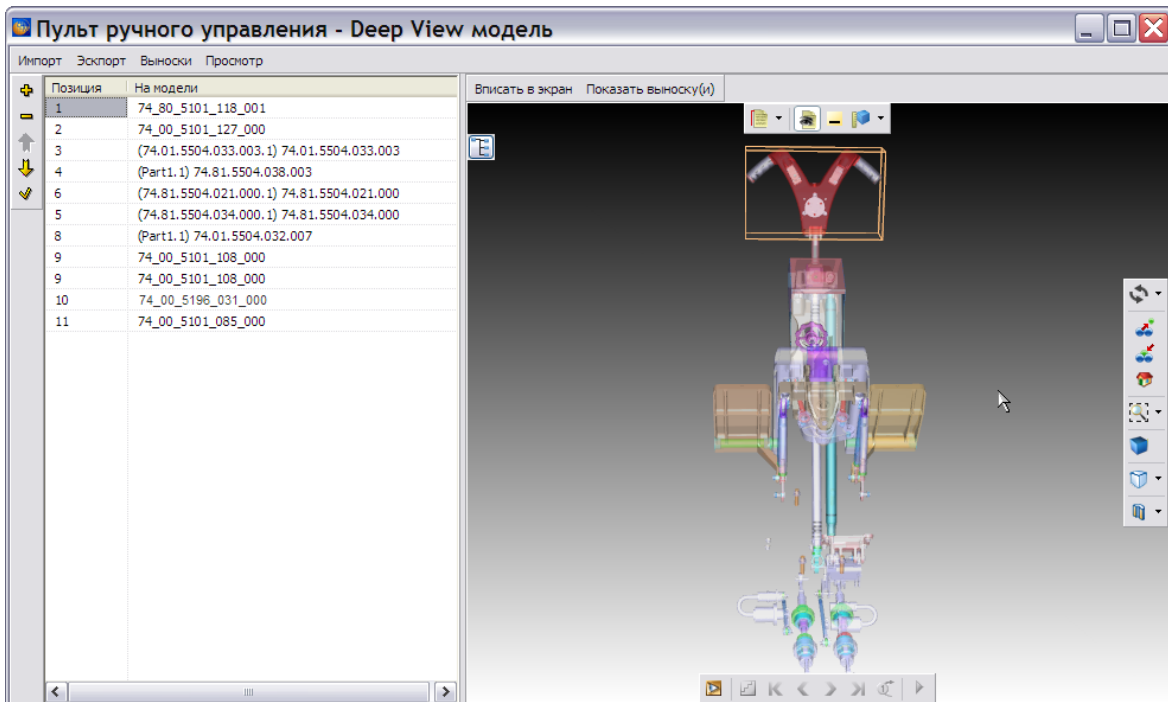 Пульт ручного управления - Deep View модель
Импорт Эскпорт Выноски Просмотр
Позиция На модели
1 74_80_5101_118_001
2 74_00_5101_127_000
3 (74.01.5504.033.003.1) 74.01.5504.033.003
4 (Part1.1) 74.81.5504.038.003
6 (74.81.5504.021.000.1) 74.81.5504.021.000
5 (74.81.5504.034.000.1) 74.81.5504.034.000
8 (Part1.1) 74.01.5504.032.007
9 74_00_5101_108_000
9 74_00_5101_108_000
10 74_00_5196_031_000
11 74_00_5101_085_000
Вписать в экран Показать выноску(и)